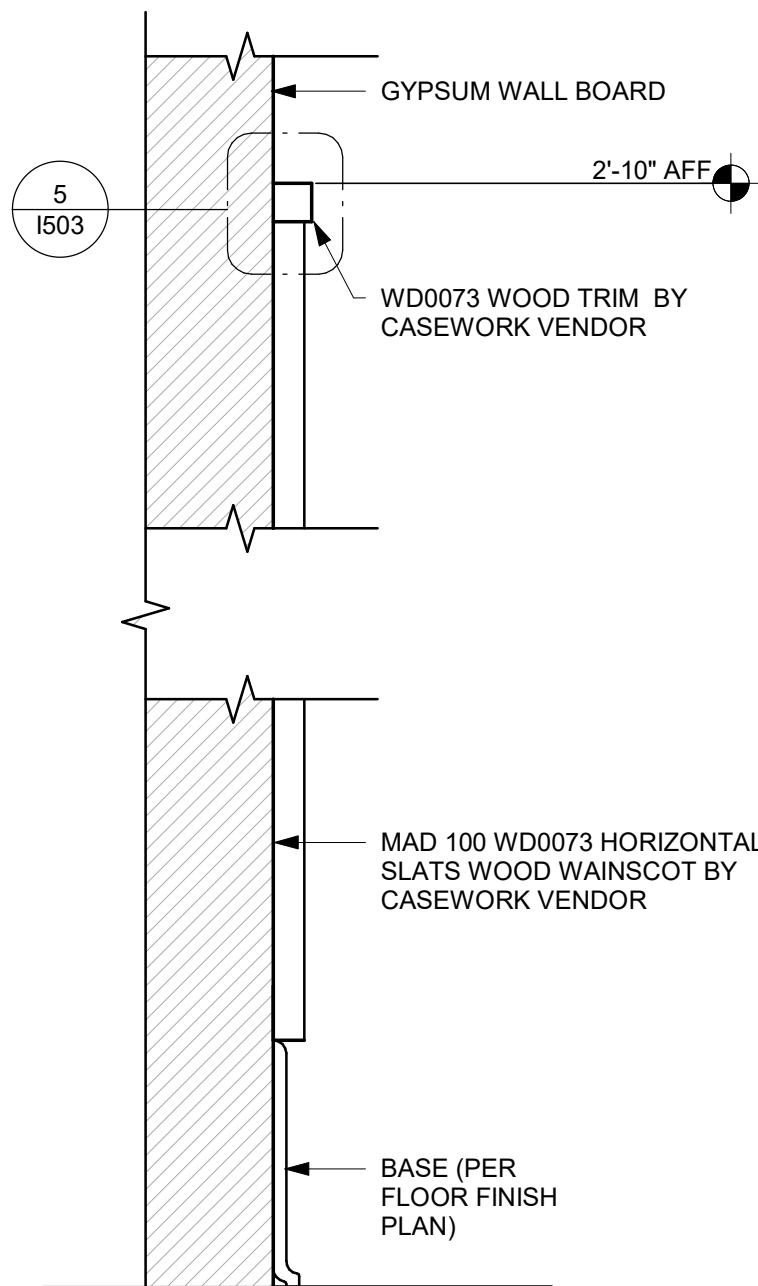 GYPSUM WALL BOARD
2'-10" AFF
5
I503
WD0073 WOOD TRIM BY
CASEWORK VENDOR
MAD 100 WD0073 HORIZONTAL
SLATS WOOD WAINSCOT BY
CASEWORK VENDOR
BASE (PER
FLOOR FINISH
PLAN)